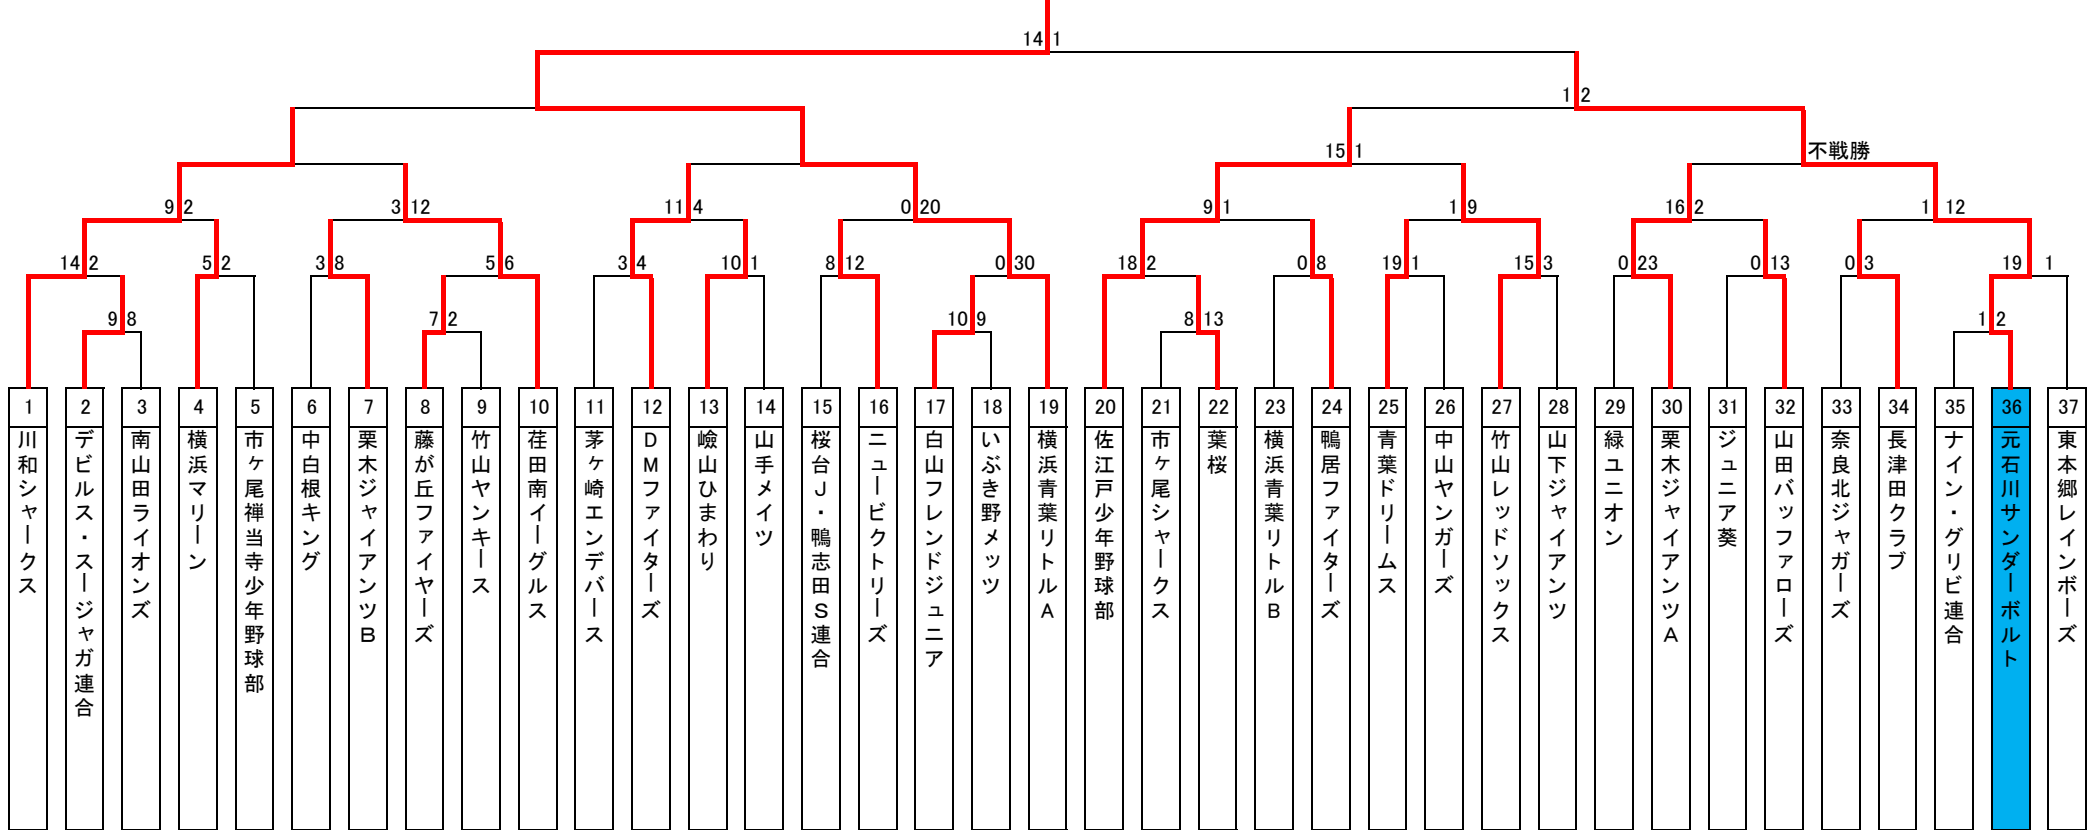 14 1
1 2
15 1
不戦勝
9 2
3 12
11 4
0 20
9 1
1 9
16 2
1 12
14 2
5 2
3 8
5 6
3 4
10 1
8 12
0 30
18 2
0 8
19 1
15 3
0 23
0 13
0 3
19 1
9 8
7 2
10 9
8 13
1 2
1 川和シャークス
2 デビルス・スージャガ連合
3 南山田ライオンズ
4 横浜マリーン
5 市ヶ尾禅当寺少年野球部
6 中白根キング
7 栗木ジャイアンツB
8 藤が丘ファイヤーズ
9 竹山ヤンキース
10 荏田南イーグルス
11 茅ヶ崎エンデバース
12 DMファイターズ
13 嶮山ひまわり
14 山手メイツ
15 桜台J・鴨志田S連合
16 ニュービクトリーズ
17 白山フレンドジュニア
18 いぶき野メッツ
19 横浜青葉リトルA
20 佐江戸少年野球部
21 市ヶ尾シャークス
22 葉桜
23 横浜青葉リトルB
24 鴨居ファイターズ
25 青葉ドリームス
26 中山ヤンガーズ
27 竹山レッドソックス
28 山下ジャイアンツ
29 緑ユニオン
30 栗木ジャイアンツA
31 ジュニア葵
32 山田バッファローズ
33 奈良北ジャガーズ
34 長津田クラブ
35 ナイン・グリビ連合
36 元石川サンダーボルト
37 東本郷レインボーズ